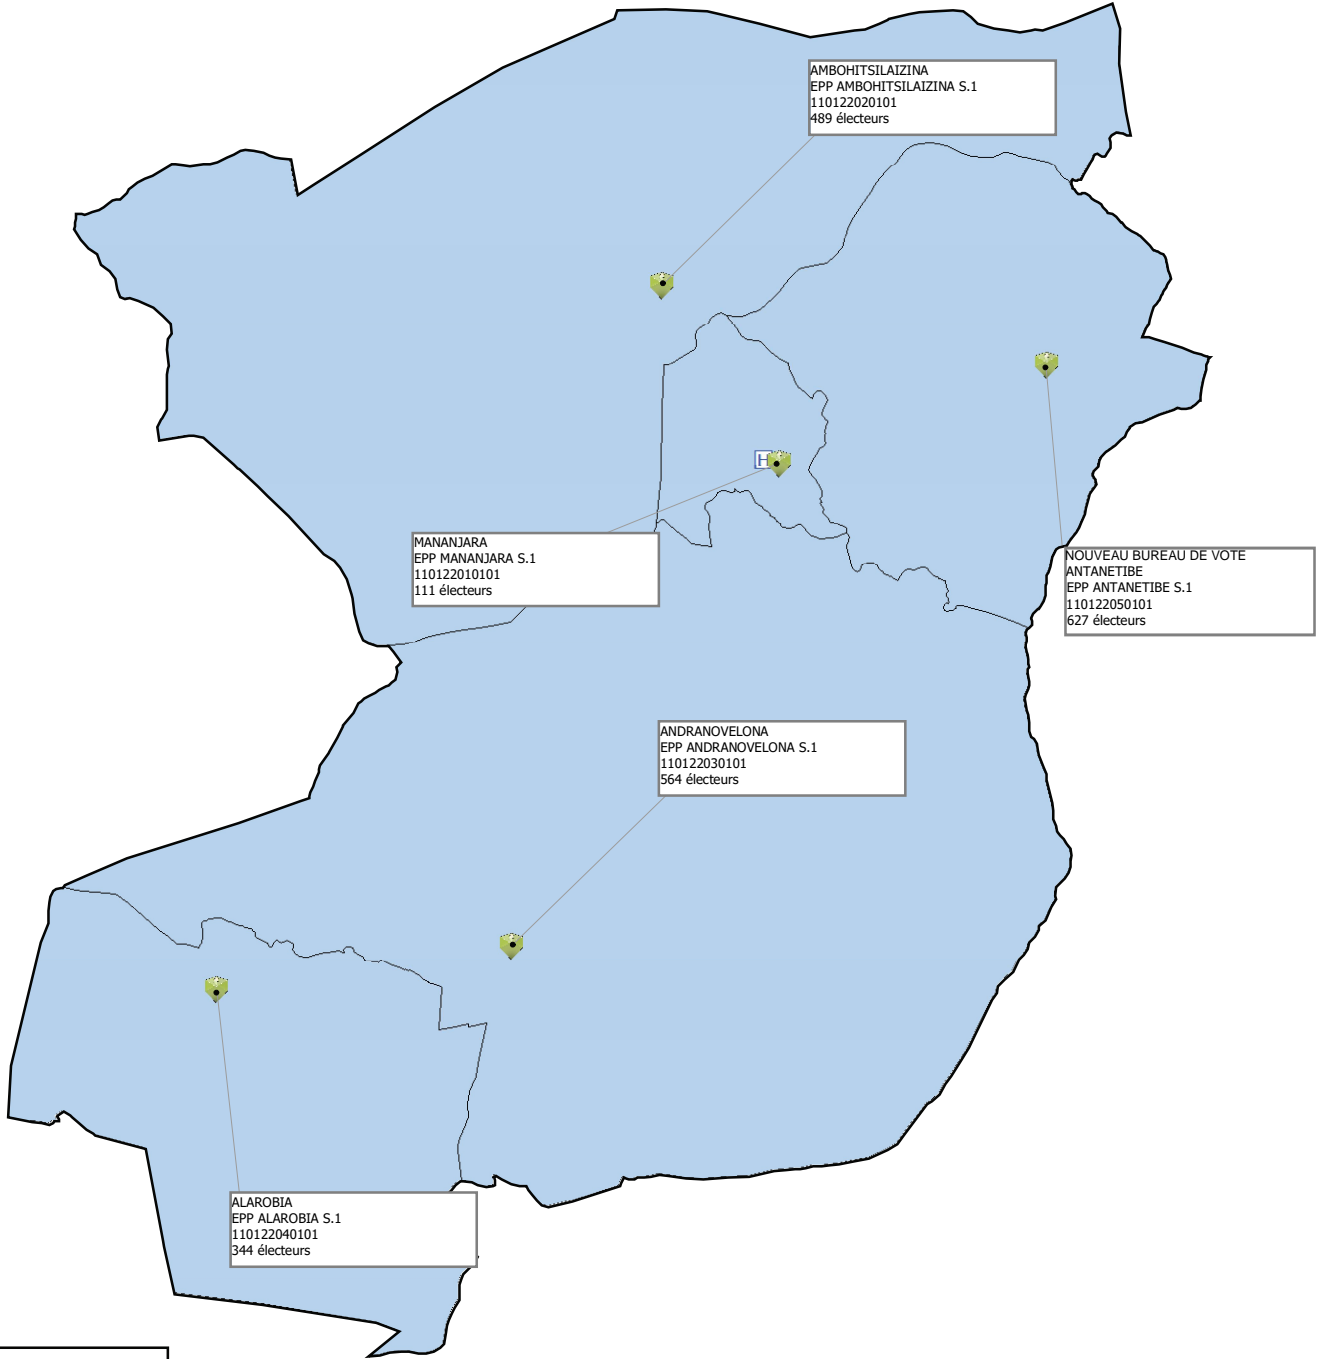 AMBOHITSILAIZINA
EPP AMBOHITSILAIZINA S.1
110122020101
489 électeurs
H
MANANJARA
EPP MANANJARA S.1
110122010101
111 électeurs
NOUVEAU BUREAU DE VOTE
ANTANETIBE
EPP ANTANETIBE S.1
110122050101
627 électeurs
ANDRANOVELONA
EPP ANDRANOVELONA S.1
110122030101
564 électeurs
ALAROBIA
EPP ALAROBIA S.1
110122040101
344 électeurs